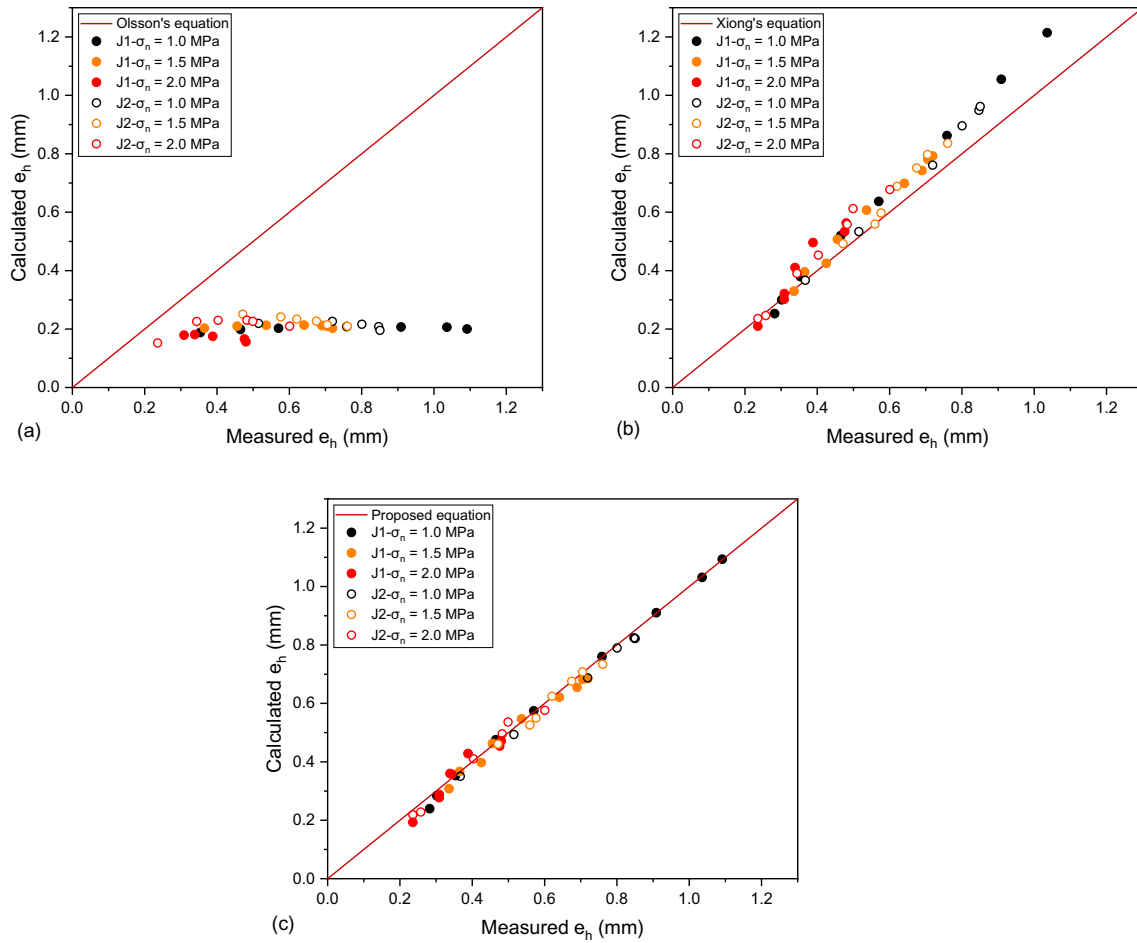 Olsson's equation
J1-σn = 1.0 MPa
J1-σn = 1.5 MPa
J1-σn = 2.0 MPa
J2-σn = 1.0 MPa
J2-σn = 1.5 MPa
J2-σn = 2.0 MPa
1.2
1.0
0.8
0.6
0.4
0.2
0.0
Calculated eh (mm)
0.0 0.2 0.4 0.6 0.8 1.0 1.2
Measured eh (mm)
(a)
Xiong's equation
J1-σn = 1.0 MPa
J1-σn = 1.5 MPa
J1-σn = 2.0 MPa
J2-σn = 1.0 MPa
J2-σn = 1.5 MPa
J2-σn = 2.0 MPa
1.2
1.0
0.8
0.6
0.4
0.2
0.0
Calculated eh (mm)
0.0 0.2 0.4 0.6 0.8 1.0 1.2
Measured eh (mm)
(b)
Proposed equation
J1-σn = 1.0 MPa
J1-σn = 1.5 MPa
J1-σn = 2.0 MPa
J2-σn = 1.0 MPa
J2-σn = 1.5 MPa
J2-σn = 2.0 MPa
1.2
1.0
0.8
0.6
0.4
0.2
0.0
Calculated eh (mm)
0.0 0.2 0.4 0.6 0.8 1.0 1.2
Measured eh (mm)
(c)